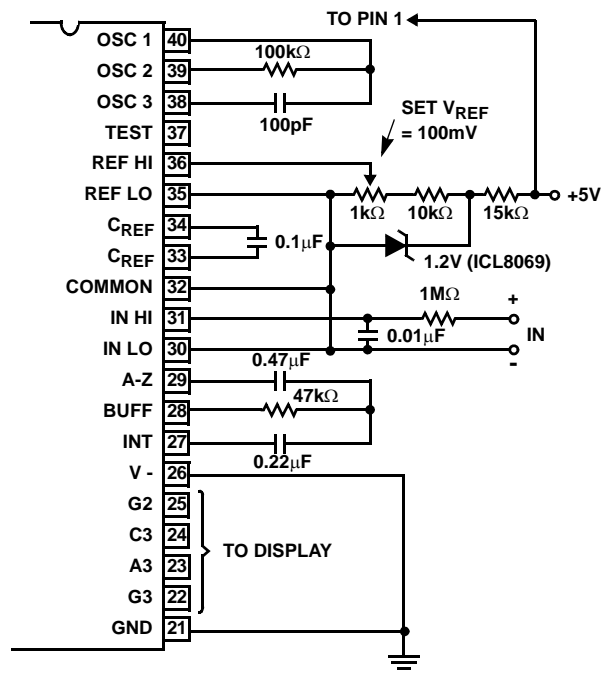 TO PIN 1
OSC 1 40
100kΩ
OSC 2 39
OSC 3 38
100pF
TEST 37
SET VREF
= 100mV
REF HI 36
REF LO 35
1kΩ 10kΩ 15kΩ
+5V
CREF 34
0.1μF
CREF 33
1.2V (ICL8069)
COMMON 32
1MΩ
+
IN HI 31
0.01μF
IN
IN LO 30
-
0.47μF
A-Z 29
47kΩ
BUFF 28
INT 27
0.22μF
V - 26
G2 25
C3 24
TO DISPLAY
A3 23
G3 22
GND 21